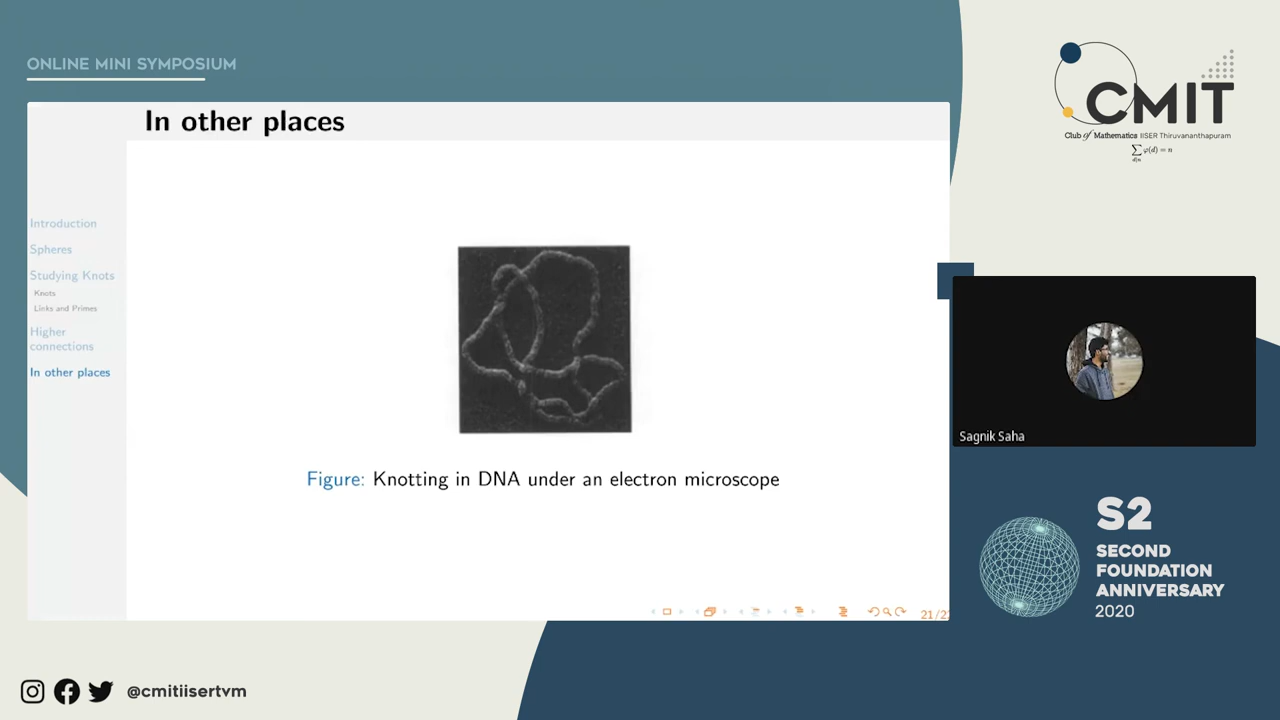 ONLINE MINI SYMPOSIUM
In other places
Introduction
Spheres
Studying Knots
Knots
Links and Primes
Higher
connections
In other places
Figure: Knotting in DNA under an electron microscope
CMIT
Club of Mathematics IISER Thiruvananthapuram
∑ φ(d) = n
d|n
Sagnik Saha
S2
SECOND
FOUNDATION
ANNIVERSARY
2020
@cmitiisertvm